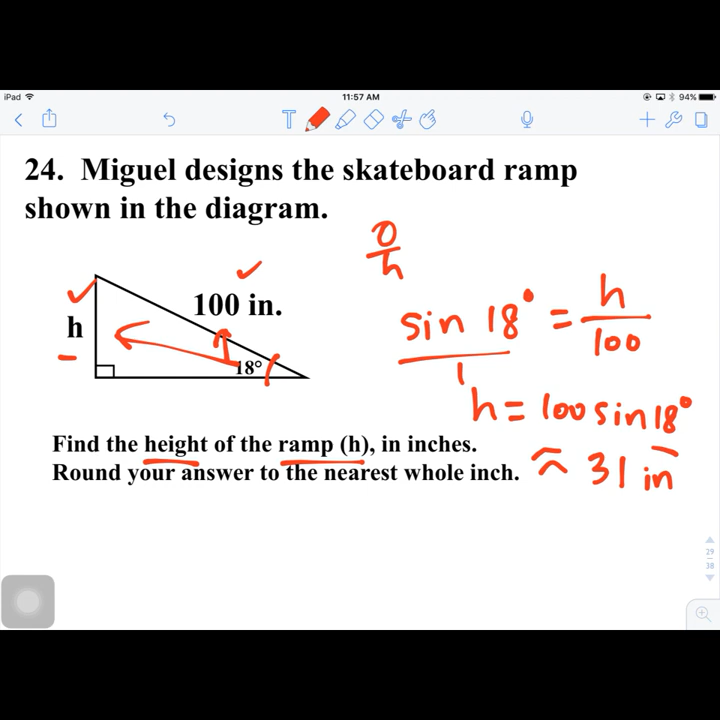 iPad 11:57 AM 94%
T
24. Miguel designs the skateboard ramp
shown in the diagram.
o
h
100 in.
h
18°
sin 18° = h
1 100
h = 100 sin 18°
≈ 31 in
Find the height of the ramp (h), in inches.
Round your answer to the nearest whole inch.
29
38